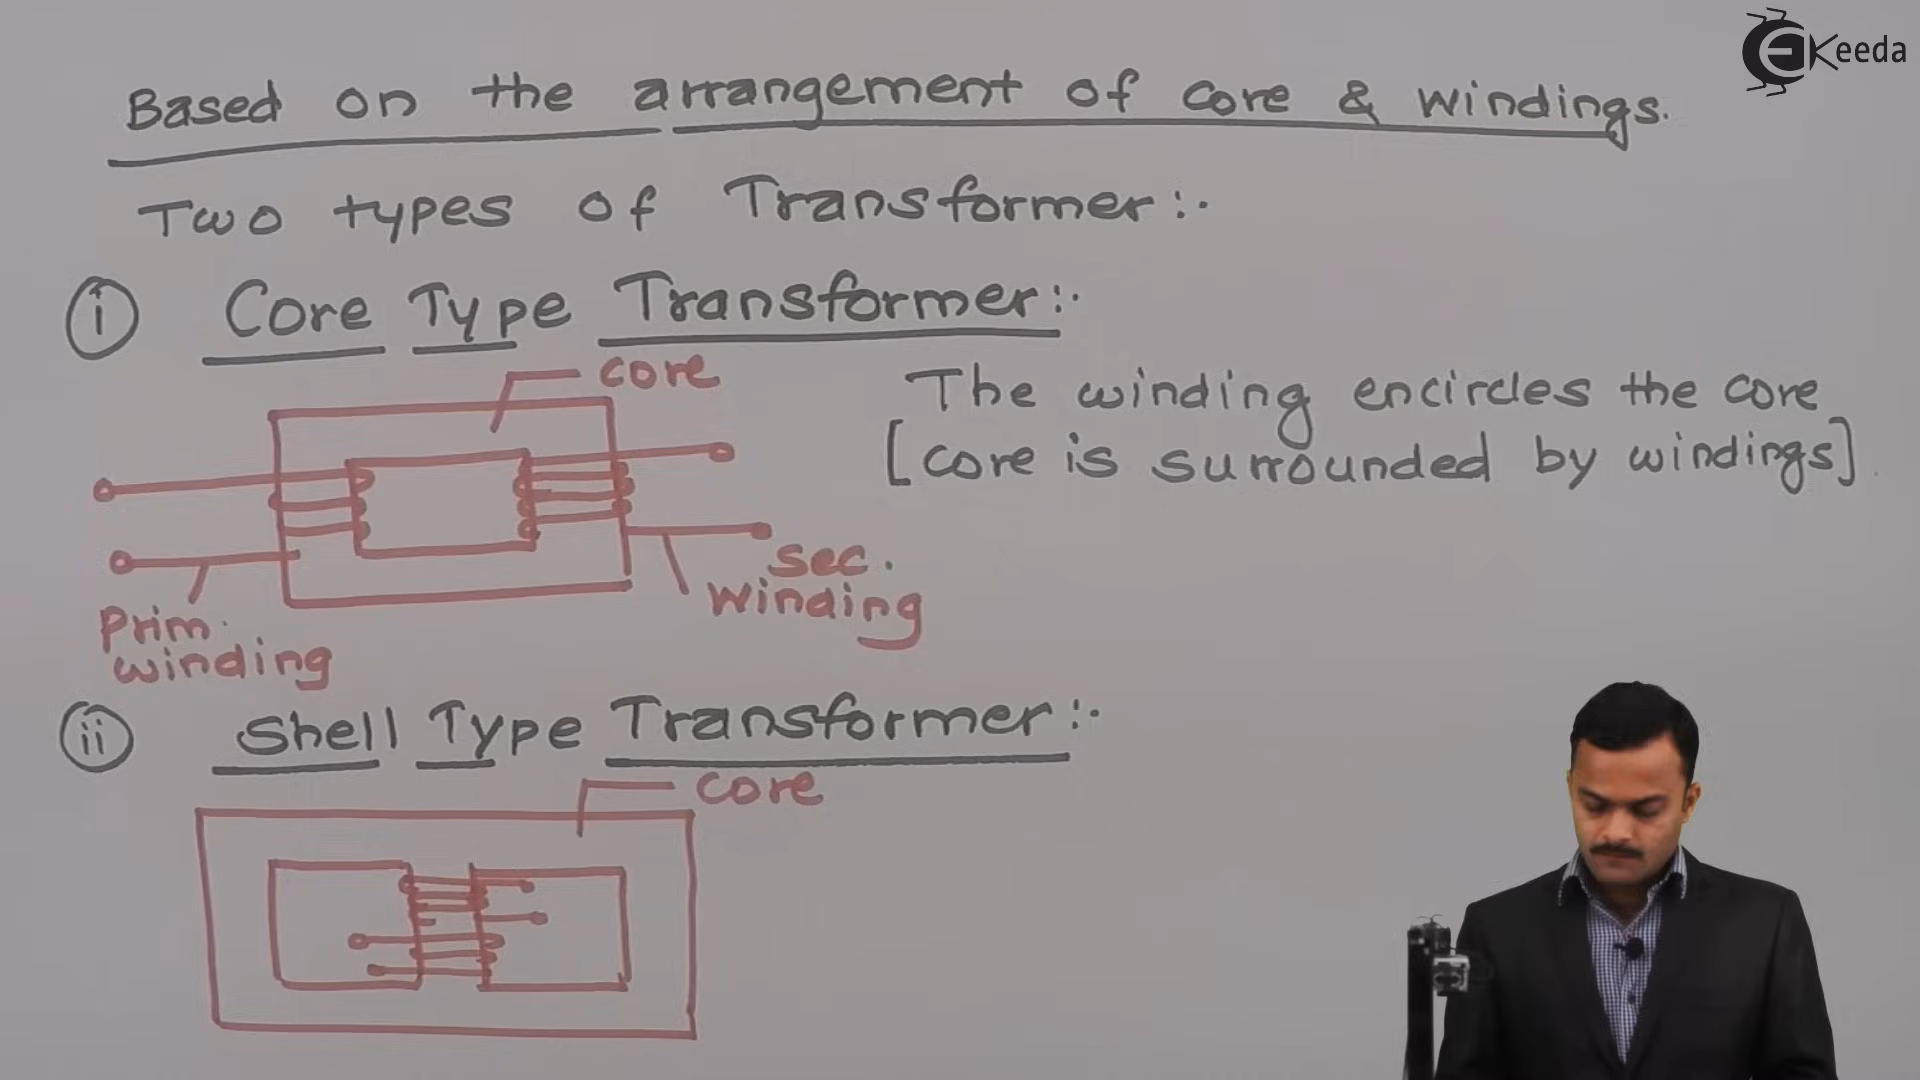 Ekeeda
Based on the arrangement of core & windings.
Two types of Transformer:-
i Core Type Transformer:-
core
The winding encircles the core
[core is surrounded by windings]
sec.
winding
Prim.
winding
ii Shell Type Transformer:-
core